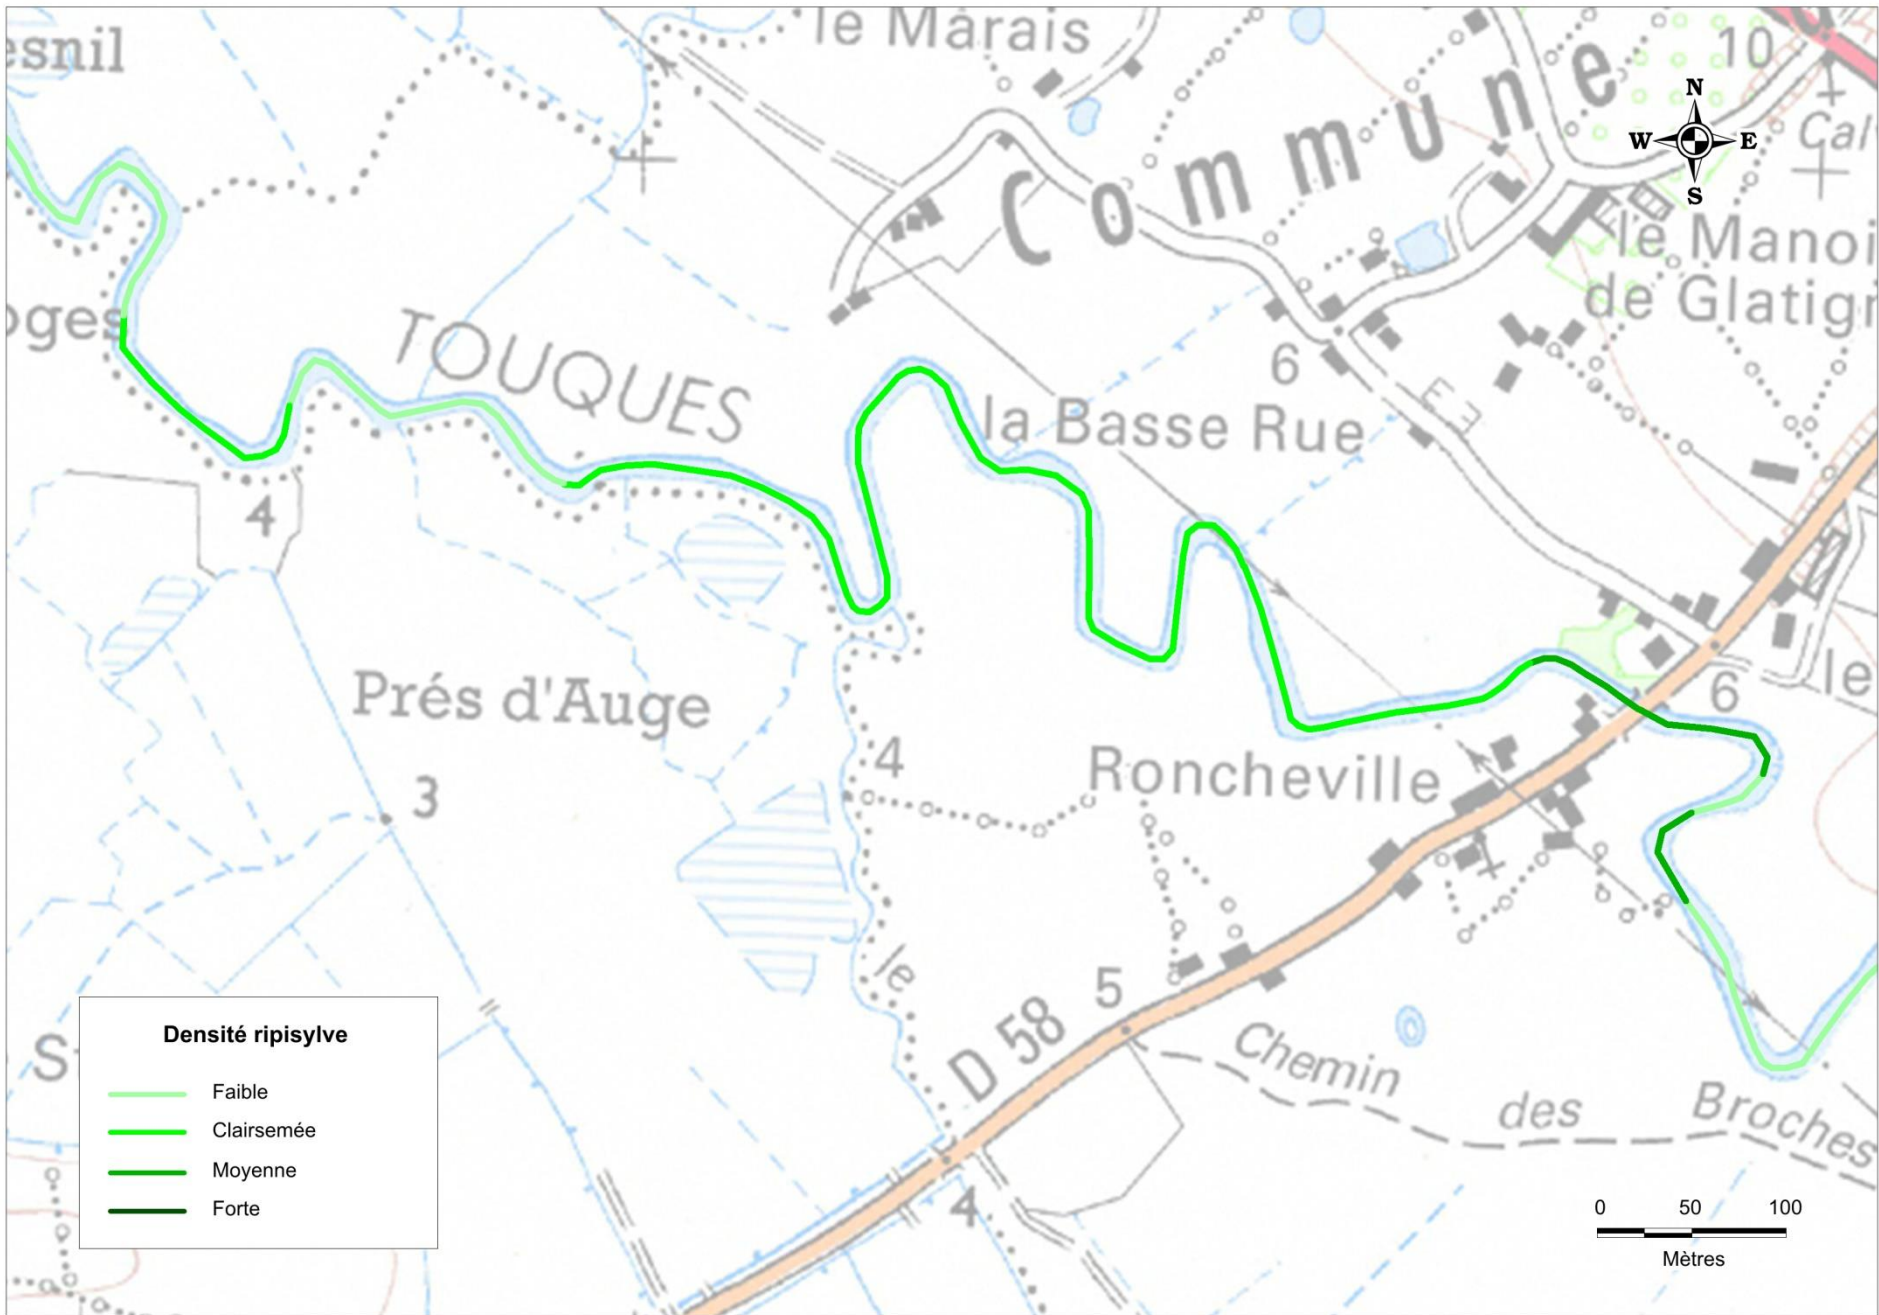 esnil
le Marais
10
N
W E
S
Cal
Commune
le Manoi
de Glatign
oges
TOUQUES
6
la Basse Rue
4
Prés d'Auge
6
le
4
Roncheville
3
le
5
D 58
Chemin des Broches
4
S
Densité ripisylve
Faible
Clairsemée
Moyenne
Forte
0 50 100
Mètres